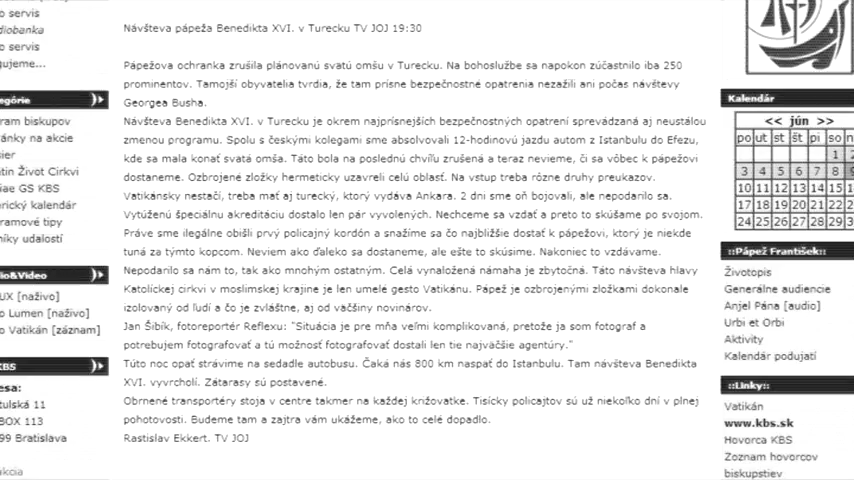 o servis
diobanka
o servis
gujeme...
egórie
ram biskupov
ánky na akcie
sier
tin Život Cirkvi
iae GS KBS
erický kalendár
ramové tipy
níky udalostí
io&Video
UX [naživo]
o Lumen [naživo]
o Vatikán [záznam]
KBS
esa:
tulská 11
BOX 113
99 Bratislava
akcia
Návšteva pápeža Benedikta XVI. v Turecku TV JOJ 19:30
Pápežova ochranka zrušila plánovanú svatú omšu v Turecku. Na bohoslužbe sa napokon zúčastnilo iba 250
prominentov. Tamojší obyvatelia tvrdia, že tam prísne bezpečnostné opatrenia nezažili ani počas návštevy
Georgea Busha.
Návšteva Benedikta XVI. v Turecku je okrem najprísnejších bezpečnostných opatrení sprevádzaná aj neustálou
zmenou programu. Spolu s českými kolegami sme absolvovali 12-hodinovú jazdu autom z Istanbulu do Efezu,
kde sa mala konať svatá omša. Táto bola na poslednú chvíľu zrušená a teraz nevieme, či sa vôbec k pápežovi
dostaneme. Ozbrojené zložky hermeticky uzavreli celú oblasť. Na vstup treba rôzne druhy preukazov.
Vatikánsky nestačí, treba mať aj turecký, ktorý vydáva Ankara. 2 dni sme oň bojovali, ale nepodarilo sa.
Vytúženú špeciálnu akreditáciu dostalo len pár vyvolených. Nechceme sa vzdať a preto to skúšame po svojom.
Práve sme ilegálne obišli prvý policajný kordón a snažíme sa čo najbližšie dostať k pápežovi, ktorý je niekde
tuná za týmto kopcom. Neviem ako ďaleko sa dostaneme, ale ešte to skúsime. Nakoniec to vzdávame.
Nepodarilo sa nám to, tak ako mnohým ostatným. Celá vynaložená námaha je zbytočná. Táto návšteva hlavy
Katolíckej cirkvi v moslimskej krajine je len umelé gesto Vatikánu. Pápež je ozbrojenými zložkami dokonale
izolovaný od ľudí a čo je zvláštne, aj od väčšiny novinárov.
Jan Šibík, fotoreportér Reflexu: "Situácia je pre mňa veľmi komplikovaná, pretože ja som fotograf a
potrebujem fotografovať a tú možnosť fotografovať dostali len tie najväčšie agentúry."
Túto noc opať strávime na sedadle autobusu. Čaká nás 800 km naspať do Istanbulu. Tam návšteva Benedikta
XVI. vyvrcholí. Zátarasy sú postavené.
Obrnené transportéry stoja v centre takmer na každej križovatke. Tisícky policajtov sú už niekoľko dní v plnej
pohotovosti. Budeme tam a zajtra vám ukážeme, ako to celé dopadlo.
Rastislav Ekkert. TV JOJ
Kalendár
<< jún >>
po ut st št pi so n
1 2
3 4 5 6 7 8 9
10 11 12 13 14 15
17 18 19 20 21 22
24 25 26 27 28 29
::Pápež František::
Životopis
Generálne audiencie
Anjel Pána [audio]
Urbi et Orbi
Aktivity
Kalendár podujatí
::Linky::
Vatikán
www.kbs.sk
Hovorca KBS
Zoznam hovorcov
biskupstiev